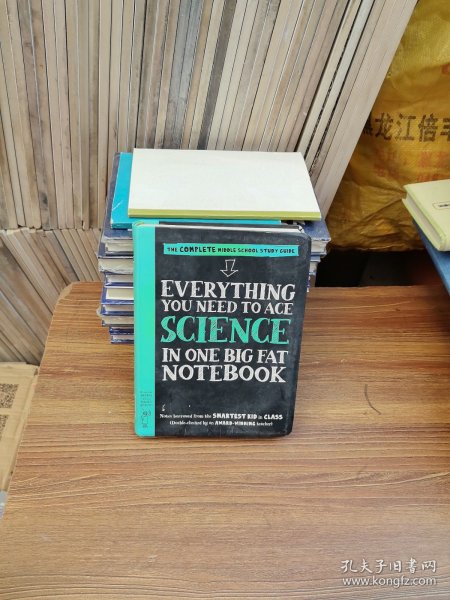 THE COMPLETE MIDDLE SCHOOL STUDY GUIDE
EVERYTHING
YOU NEED TO ACE
SCIENCE
IN ONE BIG FAT
NOTEBOOK
Notes borrowed from the SMARTEST KID in CLASS
(Double-checked by an AWARD-WINNING teacher)
龙江倍丰
孔夫子旧书网
www.kongfz.com